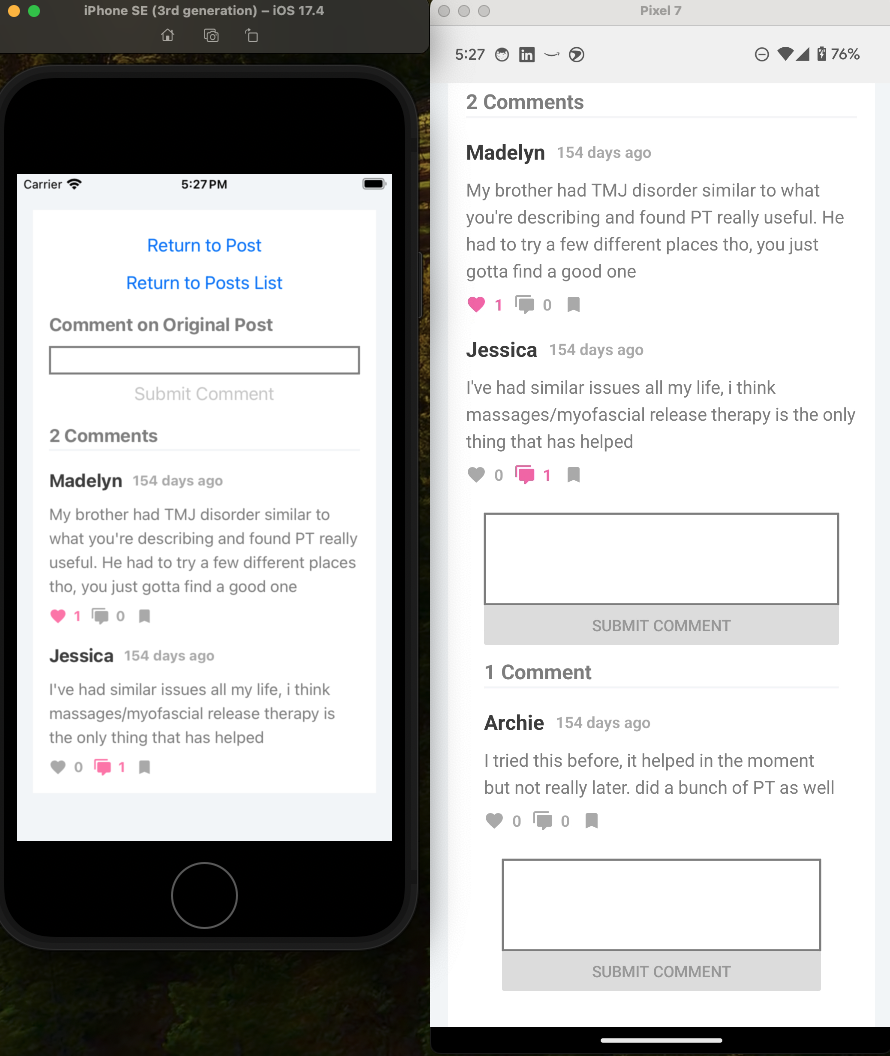 iPhone SE (3rd generation) – iOS 17.4
Carrier 5:27 PM
Return to Post
Return to Posts List
Comment on Original Post
Submit Comment
2 Comments
Madelyn 154 days ago
My brother had TMJ disorder similar to
what you're describing and found PT really
useful. He had to try a few different places
tho, you just gotta find a good one
1 0
Jessica 154 days ago
I've had similar issues all my life, i think
massages/myofascial release therapy is
the only thing that has helped
0 1
Pixel 7
5:27 in 76%
2 Comments
Madelyn 154 days ago
My brother had TMJ disorder similar to what
you're describing and found PT really useful. He
had to try a few different places tho, you just
gotta find a good one
1 0
Jessica 154 days ago
I've had similar issues all my life, i think
massages/myofascial release therapy is the only
thing that has helped
0 1
SUBMIT COMMENT
1 Comment
Archie 154 days ago
I tried this before, it helped in the moment
but not really later. did a bunch of PT as well
0 0
SUBMIT COMMENT